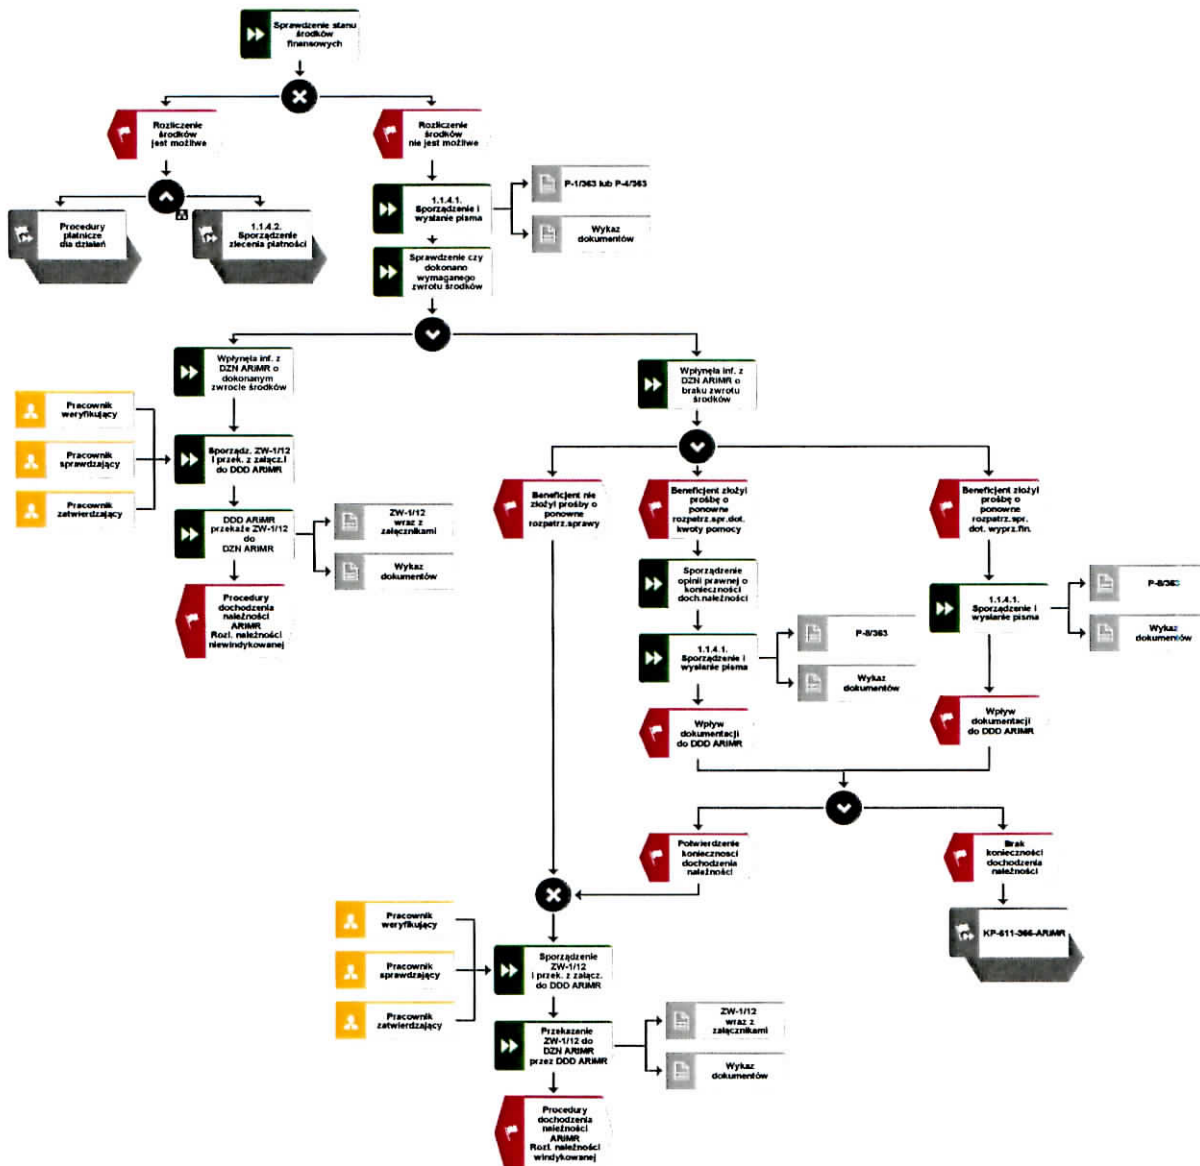 Sprawdzenie stanu
środków
finansowych
Rozliczenie
środków
jest możliwe
Rozliczenie
środków
nie jest możliwe
Procedury
płatnicze
dla działań
1.1.4.2.
Sporządzenie
zlecenia płatności
1.1.4.1.
Sporządzenie i
wysłanie pisma
P-1/363 lub P-4/363
Wykaz
dokumentów
Sprawdzenie czy
dokonano
wymaganego
zwrotu środków
Wpłynęła inf. z
DZN ARiMR o
dokonanym
zwrocie środków
Wpłynęła inf. z
DZN ARiMR o
braku zwrotu
środków
Pracownik
weryfikujący
Pracownik
sprawdzający
Pracownik
zatwierdzający
Sporządz. ZW-1/12
i przek. z załącz.i
do DDD ARiMR
DDD ARiMR
przekaże ZW-1/12
do
DZN ARiMR
ZW-1/12
wraz z
załącznikami
Wykaz
dokumentów
Procedury
dochodzenia
należności
ARiMR
Rozl. należności
niewindykowanej
Beneficjent nie
złożył prośby o
ponowne
rozpatrz.sprawy
Beneficjent złożył
prośbę o
ponowne
rozpatrz.spr.dot.
kwoty pomocy
Beneficjent złożył
prośbę o
ponowne
rozpatrz.spr.
dot. wyprz.fin.
Sporządzenie
opinii prawnej o
konieczności
doch.należności
1.1.4.1.
Sporządzenie i
wysłanie pisma
P-8/363
Wykaz
dokumentów
1.1.4.1.
Sporządzenie i
wysłanie pisma
P-8/363
Wykaz
dokumentów
Wpływ
dokumentacji
do DDD ARiMR
Wpływ
dokumentacji
do DDD ARiMR
Potwierdzenie
konieczności
dochodzenia
należności
Brak
konieczności
dochodzenia
należności
KP-611-366-ARiMR
Pracownik
weryfikujący
Pracownik
sprawdzający
Pracownik
zatwierdzający
Sporządzenie
ZW-1/12
i przek. z załącz.
do DDD ARiMR
Przekazanie
ZW-1/12 do
DZN ARiMR
przez DDD ARiMR
ZW-1/12
wraz z
załącznikami
Wykaz
dokumentów
Procedury
dochodzenia
należności
ARiMR
Rozl. należności
windykowanej